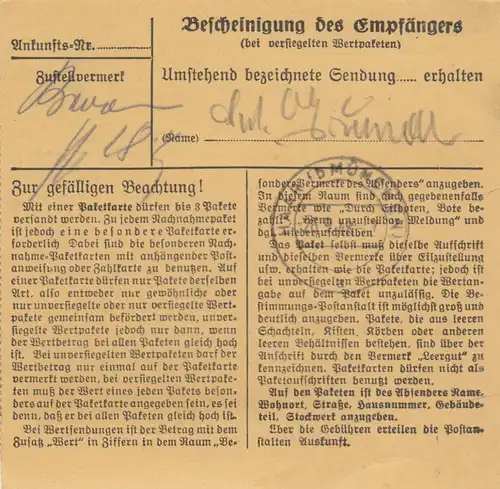 Ankunfts-Nr.
Bescheinigung des Empfängers
(bei versiegelten Wertpaketen)
Zustellvermerk
Umstehend bezeichnete Sendung...... erhalten
(Name)
Zur gefälligen Beachtung!
Mit einer Paketkarte dürfen bis 3 Pakete
versandt werden. Zu jedem Nachnahmepaket
ist jedoch eine besondere Paketkarte er-
forderlich. Dabei sind die besonderen Nach-
nahme-Paketkarten mit anhängender Post-
anweisung oder Zahlkarte zu benutzen. Auf
einer Paketkarte dürfen nur Pakete derselben
Art, also entweder nur gewöhnliche oder
nur unversiegelte oder nur versiegelte Wert-
pakete gemeinsam befördert werden, unver-
siegelte Wertpakete jedoch nur dann, wenn
der Wertbetrag bei allen Paketen gleich hoch
ist. Bei unversiegelten Wertpaketen darf der
Wertbetrag nur einmal auf der Paketkarte
vermerkt werden, bei versiegelten Wertpake-
ten muß der Wert eines jeden Pakets beson-
ders auf der Paketkarte angegeben sein, es sei
denn, daß er bei allen Paketen gleich hoch ist.
Bei Wertsendungen ist der Betrag mit dem
Zusatz „Wert" in Ziffern in dem Raum „Be-
sondere Vermerke des Absenders" anzugeben.
In diesem Raum sind auch gegebenenfalls
Vermerke wie „Durch Eilboten, Bote be-
zahlt", „wenn unzustellbar Meldung" und
dgl. niederzuschreiben
Das Paket selbst muß dieselbe Aufschrift
und dieselben Vermerke über Eilzustellung
usw. erhalten wie die Paketkarte; jedoch ist
bei unversiegelten Wertpaketen die Wertan-
gabe auf dem Paket unzulässig. Die Be-
stimmungs-Postanstalt ist möglichst groß und
deutlich anzugeben. Pakete, die aus leeren
Schachteln, Kisten, Körben oder anderen
leeren Behältnissen bestehen, sind über der
Anschrift durch den Vermerk „Leergut" zu
kennzeichnen. Paketkarten dürfen nicht als
Paketaufschriften benutzt werden.
Auf den Paketen ist des Absenders Name,
Wohnort, Straße, Hausnummer, Gebäude-
teil, Stockwerk anzugeben.
Über die Gebühren erteilen die Postan-
stalten Auskunft.